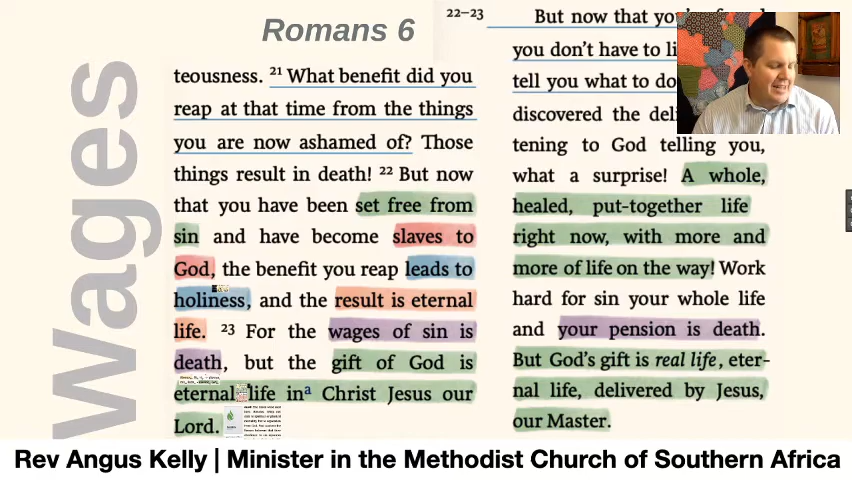 Romans 6
Wages
teousness. 21 What benefit did you
reap at that time from the things
you are now ashamed of? Those
things result in death! 22 But now
that you have been set free from
sin and have become slaves to
God, the benefit you reap leads to
holiness, and the result is eternal
life. 23 For the wages of sin is
death, but the gift of God is
eternal life in a Christ Jesus our
Lord.
22–23 But now that you've
you don't have to
tell you what to do
discovered the
tening to God telling you,
what a surprise! A whole,
healed, put-together life
right now, with more and
more of life on the way! Work
hard for sin your whole life
and your pension is death.
But God's gift is real life, eter-
nal life, delivered by Jesus,
our Master.
Rev Angus Kelly | Minister in the Methodist Church of Southern Africa